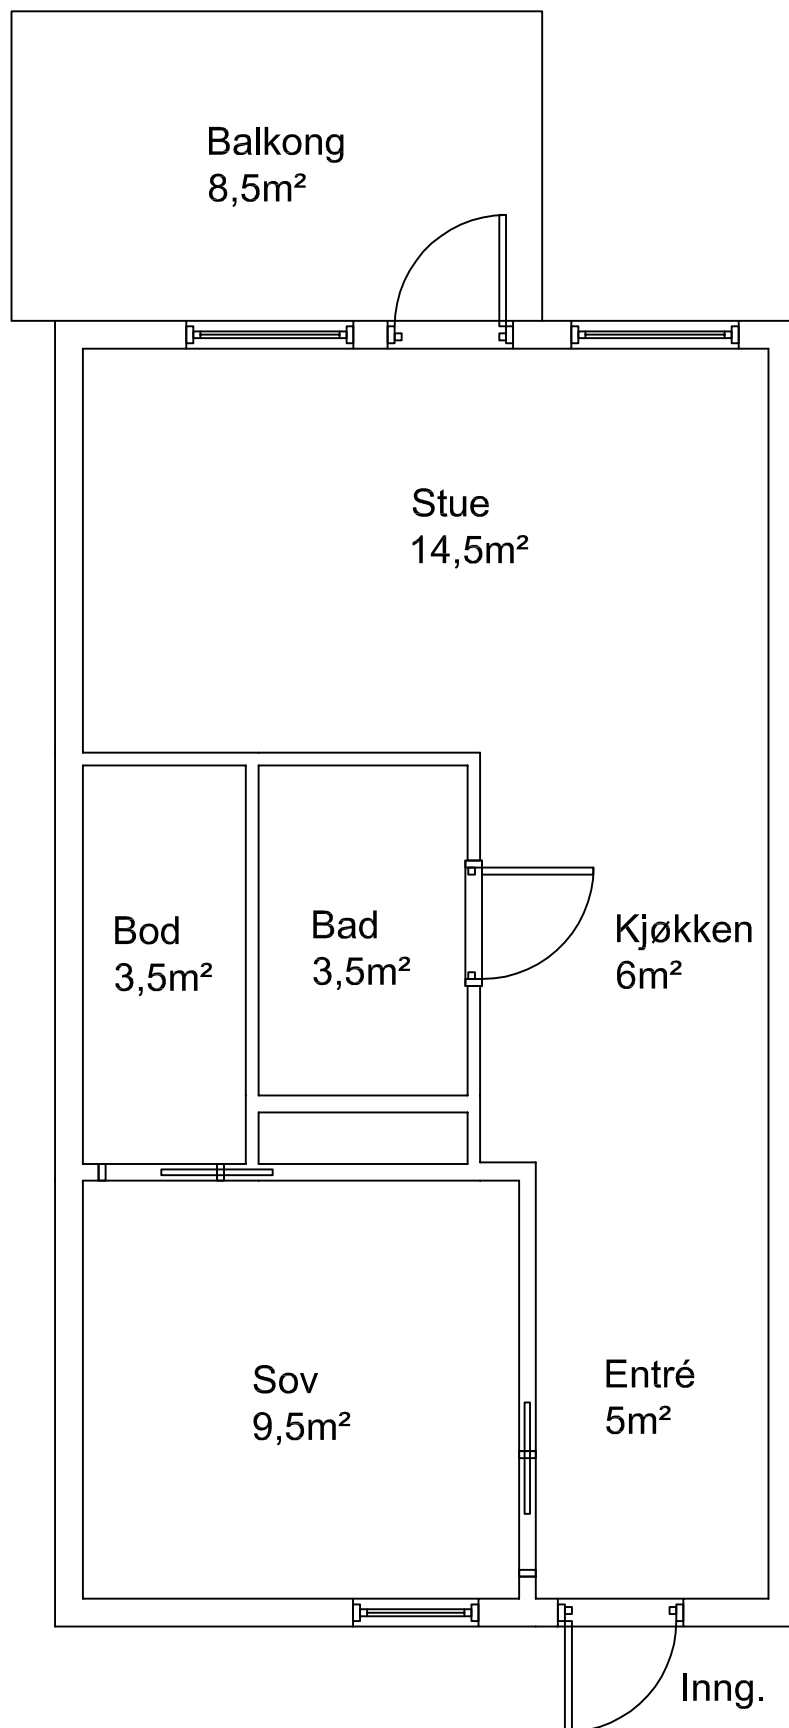 Balkong
8,5m²
Stue
14,5m²
Bod
3,5m²
Bad
3,5m²
Kjøkken
6m²
Sov
9,5m²
Entré
5m²
Inng.